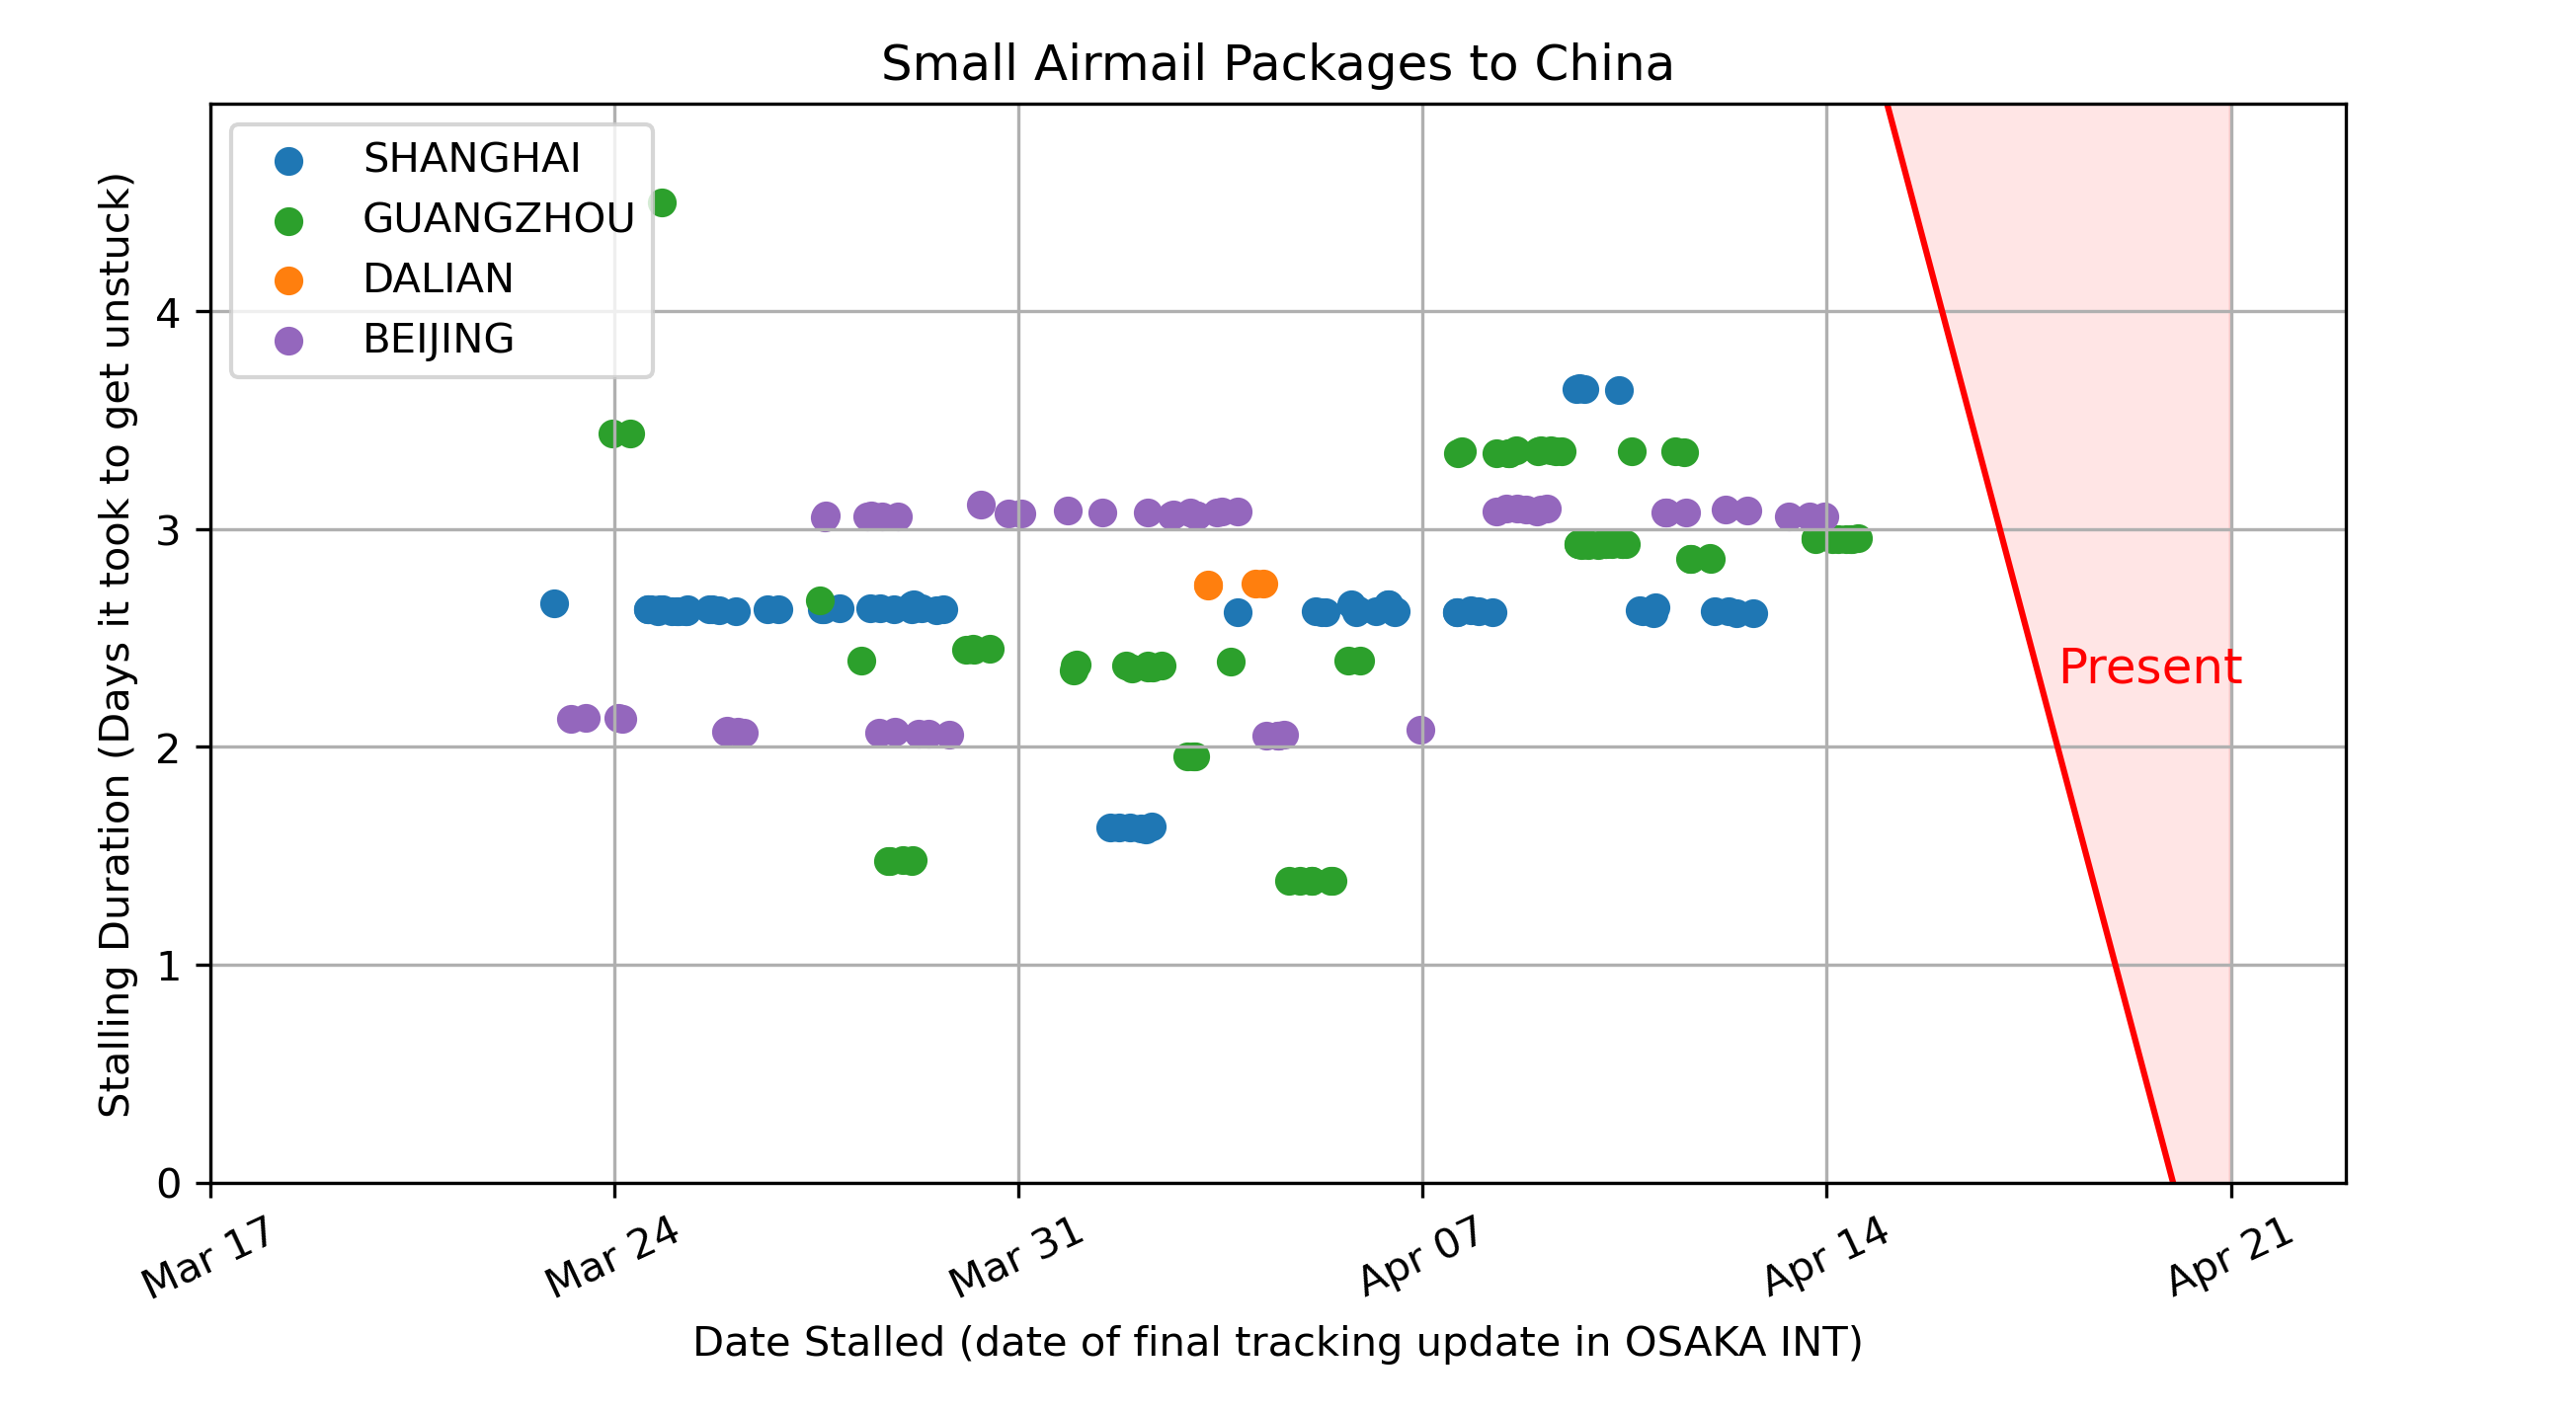 Small Airmail Packages to China
SHANGHAI
GUANGZHOU
DALIAN
BEIJING
Stalling Duration (Days it took to get unstuck)
4
3
2
1
0
Present
Mar 17
Mar 24
Mar 31
Apr 07
Apr 14
Apr 21
Date Stalled (date of final tracking update in OSAKA INT)